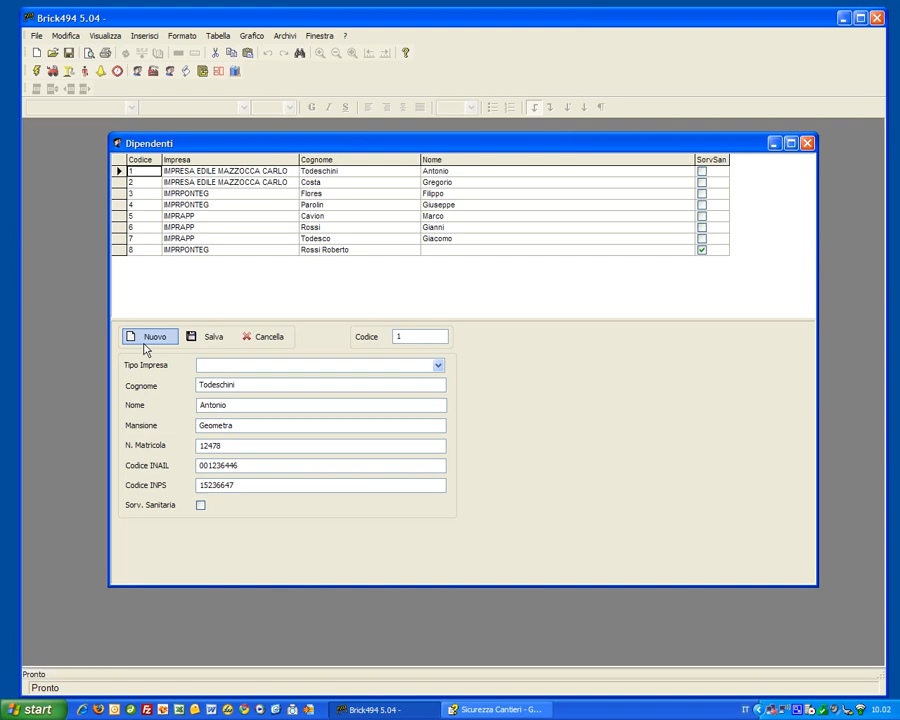 Brick494 5.04 -
File Modifica Visualizza Inserisci Formato Tabella Grafico Archivi Finestra ?
G I S
Dipendenti
Codice Impresa Cognome Nome SorvSan
1 IMPRESA EDILE MAZZOCCA CARLO Todeschini Antonio
2 IMPRESA EDILE MAZZOCCA CARLO Costa Gregorio
3 IMPRPONTEG Flores Filippo
4 IMPRPONTEG Parolin Giuseppe
5 IMPRAPP Cavion Marco
6 IMPRAPP Rossi Gianni
7 IMPRAPP Todesco Giacomo
8 IMPRPONTEG Rossi Roberto
Nuovo Salva Cancella Codice 1
Tipo Impresa
Cognome Todeschini
Nome Antonio
Mansione Geometra
N. Matricola 12478
Codice INAIL 001236446
Codice INPS 15236647
Sorv. Sanitaria
Pronto
Pronto
start Brick494 5.04 - Sicurezza Cantieri - G... IT 10.02